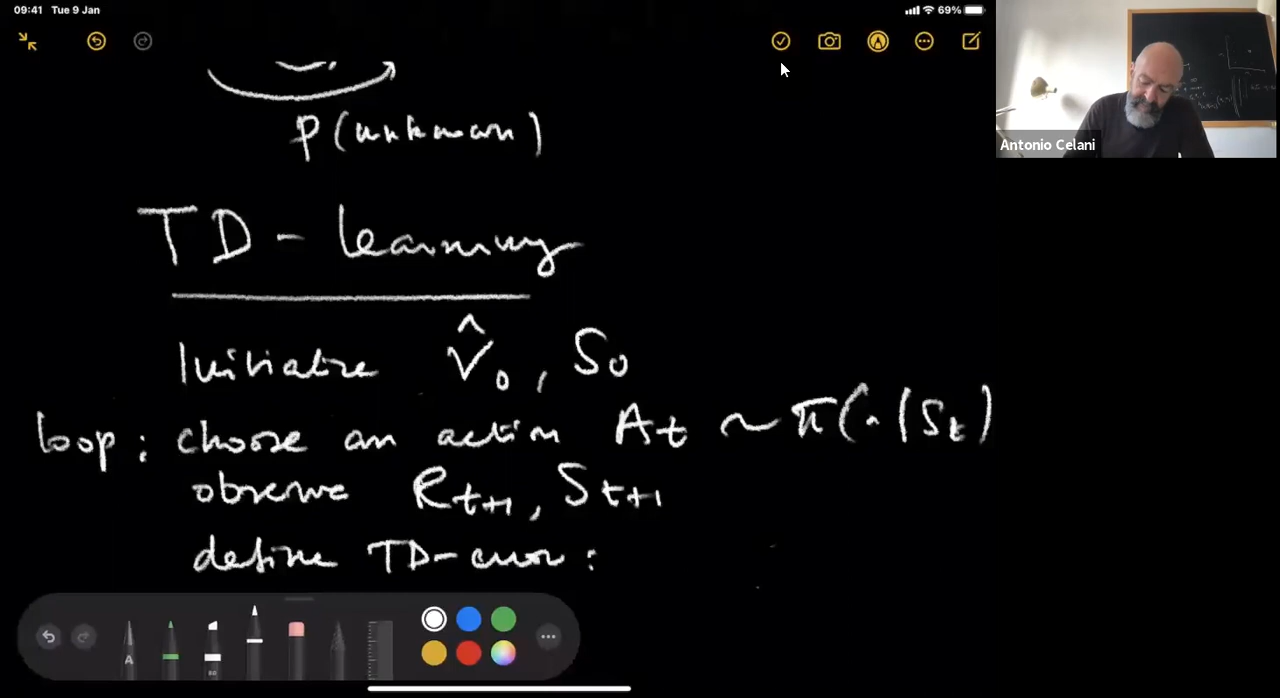 09:41 Tue 9 Jan
69%
Antonio Celani
p (unknown)
TD - learning
Initialize V̂₀, S₀
loop: choose an action Aₜ ~ π(·|Sₜ)
observe Rₜ₊₁, Sₜ₊₁
define TD-error:
A